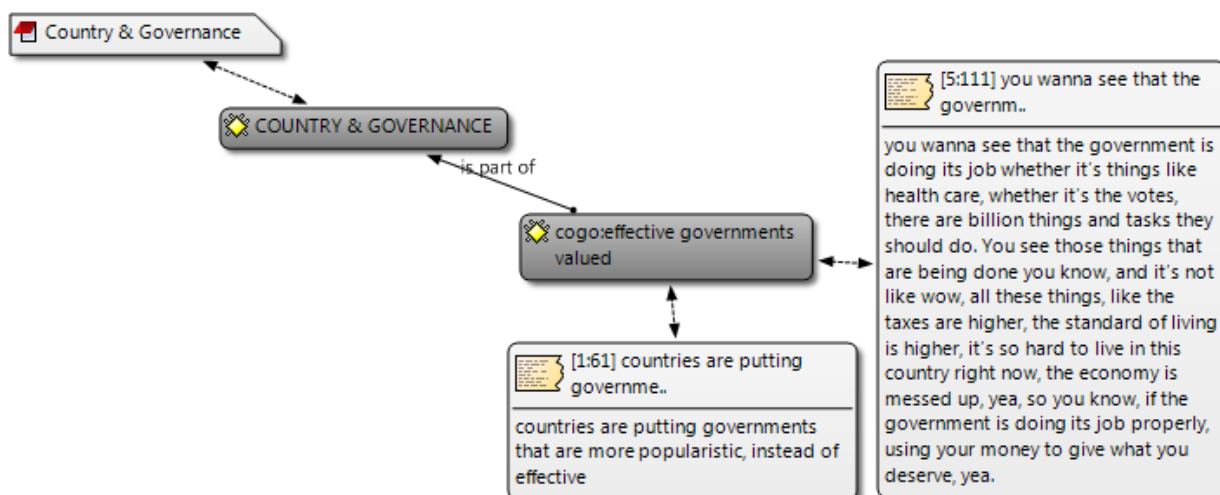 Country & Governance
COUNTRY & GOVERNANCE
is part of
cogo:effective governments
valued
[1:61] countries are putting
governme..
countries are putting governments
that are more popularistic, instead of
effective
[5:111] you wanna see that the
governm..
you wanna see that the government is
doing its job whether it's things like
health care, whether it's the votes,
there are billion things and tasks they
should do. You see those things that
are being done you know, and it's not
like wow, all these things, like the
taxes are higher, the standard of living
is higher, it's so hard to live in this
country right now, the economy is
messed up, yea, so you know, if the
government is doing its job properly,
using your money to give what you
deserve, yea.